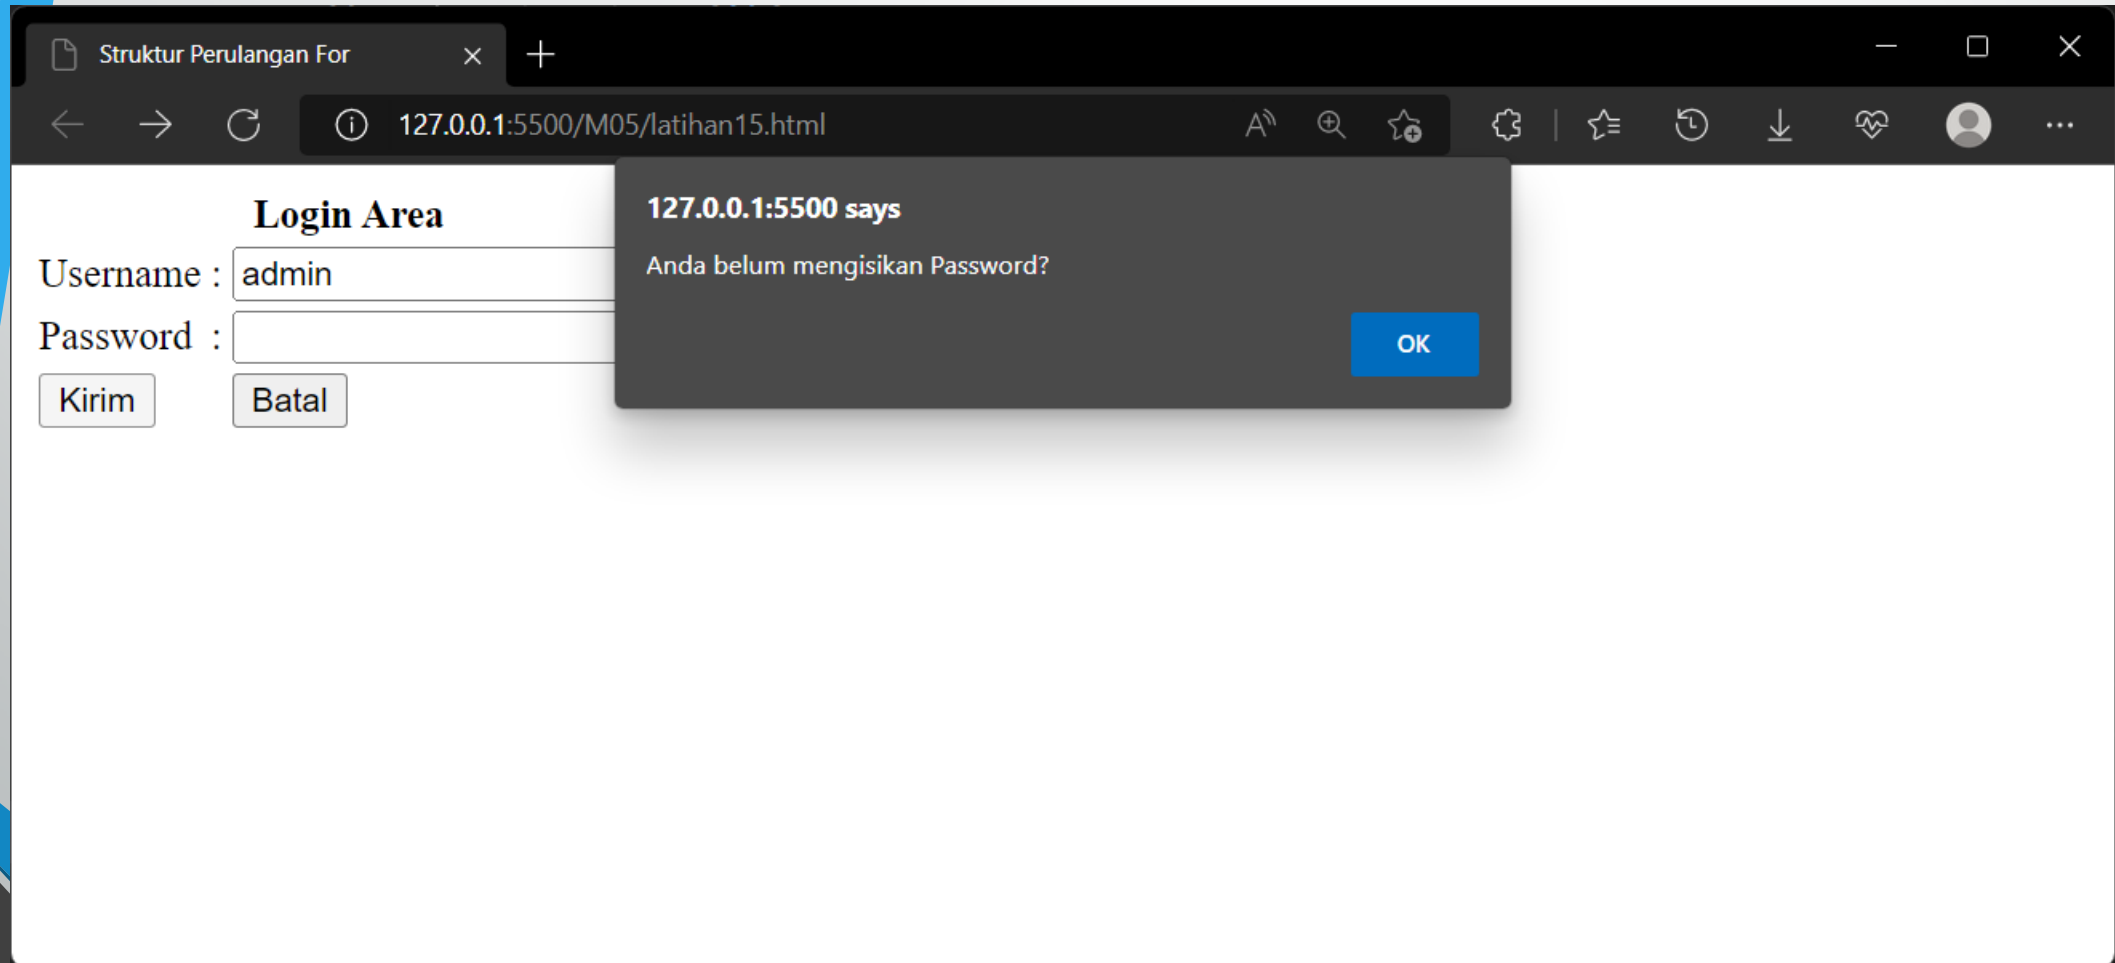 Struktur Perulangan For
127.0.0.1:5500/M05/latihan15.html
127.0.0.1:5500 says
Anda belum mengisikan Password?
OK
Login Area
Username : admin
Password :
Kirim Batal